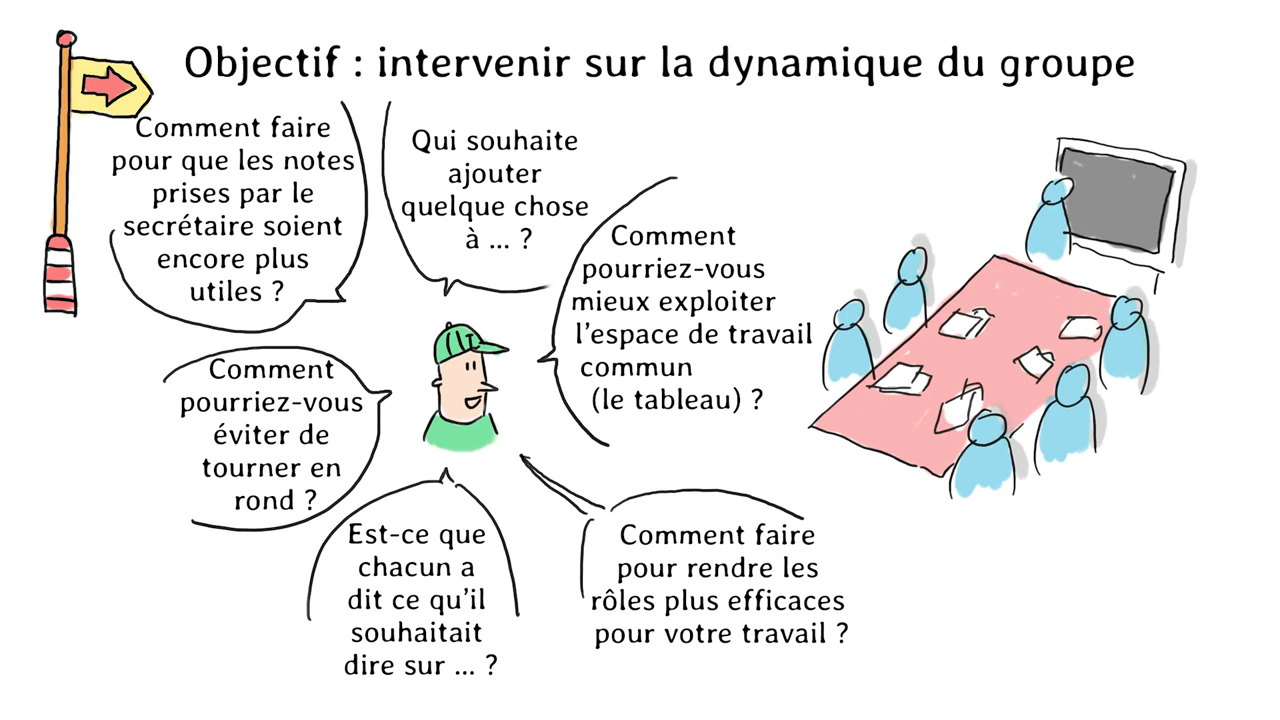 Objectif : intervenir sur la dynamique du groupe
Comment faire
pour que les notes
prises par le
secrétaire soient
encore plus
utiles ?
Qui souhaite
ajouter
quelque chose
à ... ?
Comment
pourriez-vous
mieux exploiter
l'espace de travail
commun
(le tableau) ?
Comment
pourriez-vous
éviter de
tourner en
rond ?
Est-ce que
chacun a
dit ce qu'il
souhaitait
dire sur ... ?
Comment faire
pour rendre les
rôles plus efficaces
pour votre travail ?